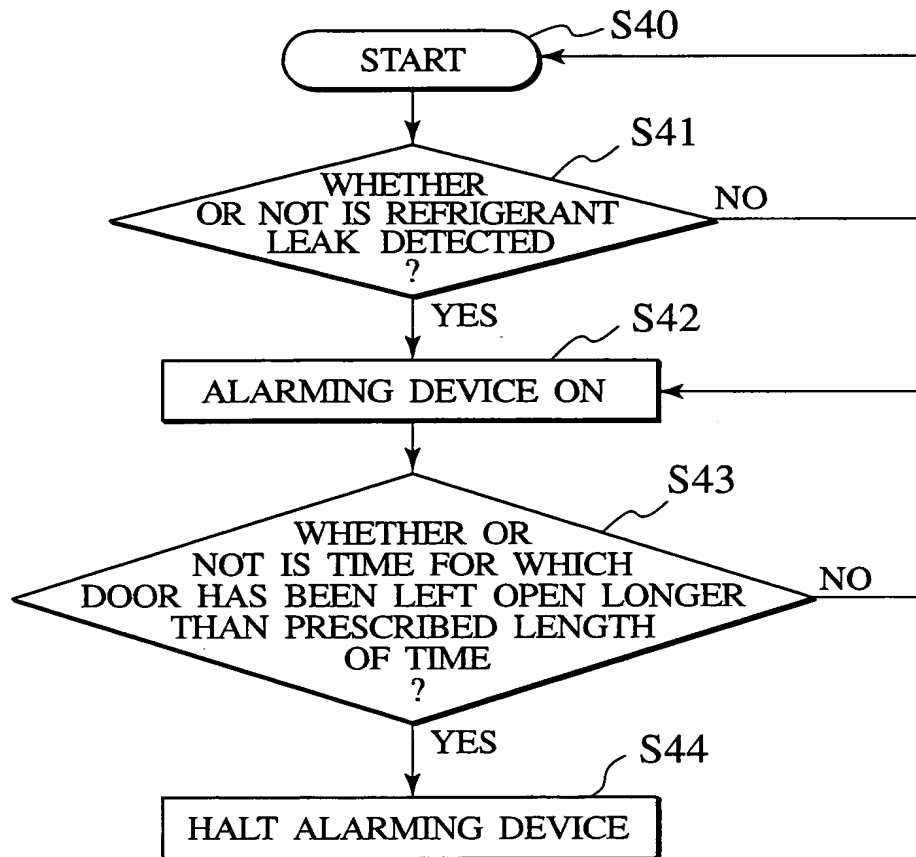 S40
START
S41
WHETHER
OR NOT IS REFRIGERANT
LEAK DETECTED
?
NO
YES
S42
ALARMING DEVICE ON
S43
WHETHER OR
NOT IS TIME FOR WHICH
DOOR HAS BEEN LEFT OPEN LONGER
THAN PRESCRIBED LENGTH
OF TIME
?
NO
YES
S44
HALT ALARMING DEVICE